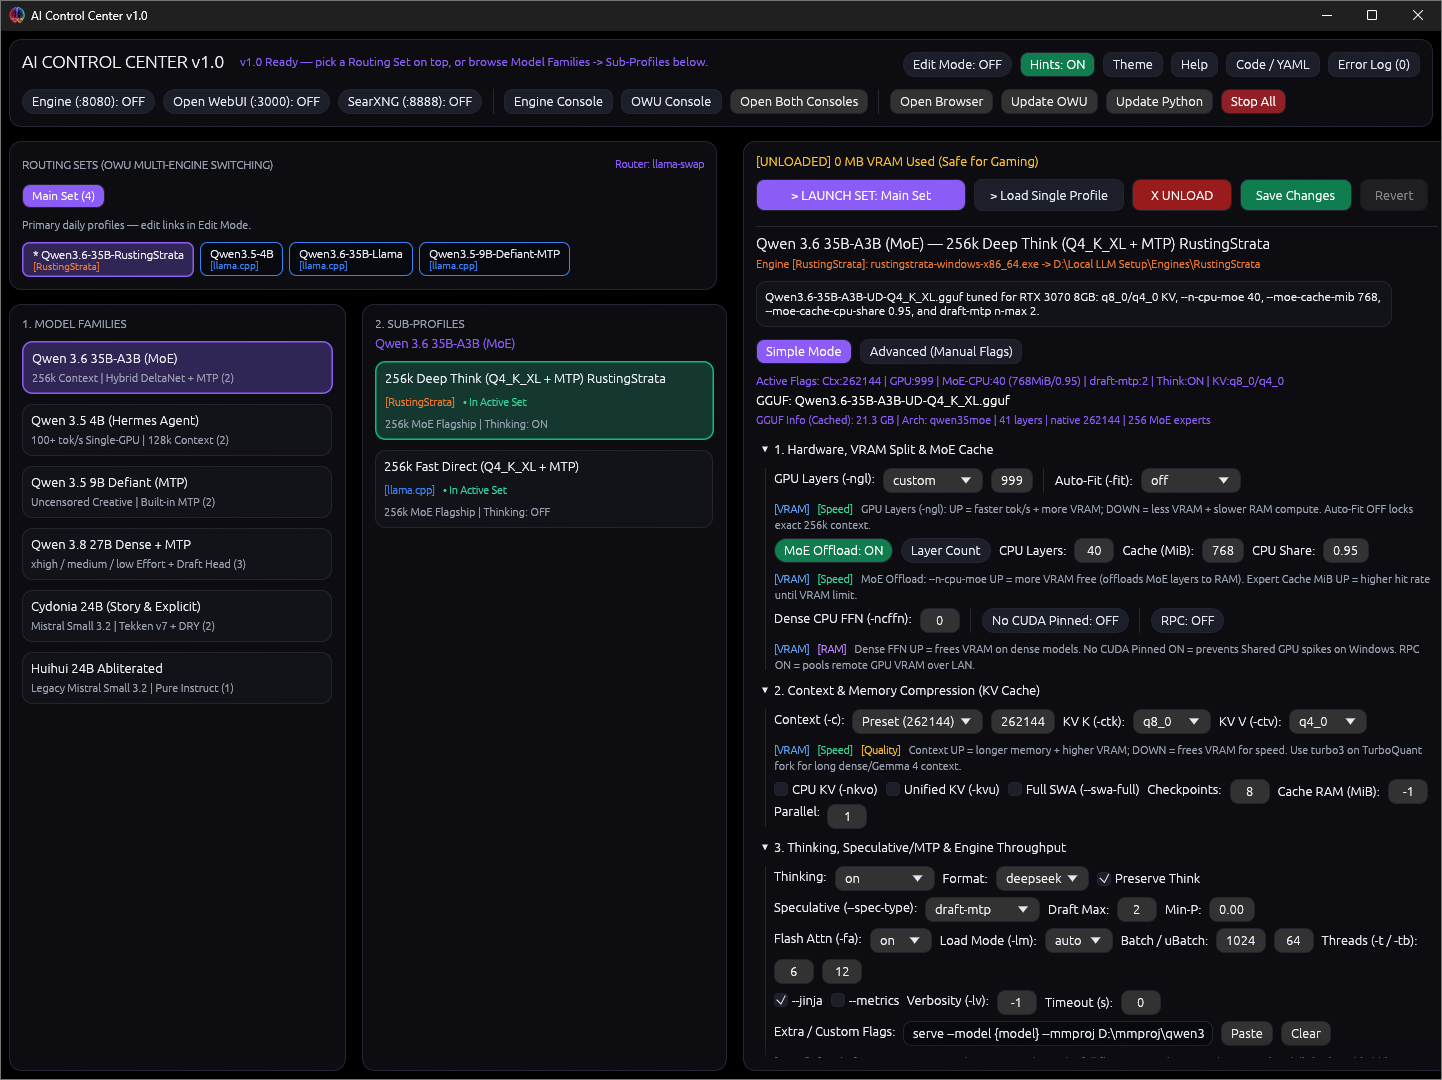 AI Control Center v1.0
AI CONTROL CENTER v1.0
v1.0 Ready — pick a Routing Set on top, or browse Model Families -> Sub-Profiles below.
Edit Mode: OFF
Hints: ON
Theme
Help
Code / YAML
Error Log (0)
Engine (:8080): OFF
Open WebUI (:3000): OFF
SearXNG (:8888): OFF
Engine Console
OWU Console
Open Both Consoles
Open Browser
Update OWU
Update Python
Stop All
ROUTING SETS (OWU MULTI-ENGINE SWITCHING)
Router: llama-swap
Main Set (4)
Primary daily profiles — edit links in Edit Mode.
* Qwen3.6-35B-RustingStrata
[RustingStrata]
Qwen3.5-4B
[llama.cpp]
Qwen3.6-35B-Llama
[llama.cpp]
Qwen3.5-9B-Defiant-MTP
[llama.cpp]
1. MODEL FAMILIES
Qwen 3.6 35B-A3B (MoE)
256k Context | Hybrid DeltaNet + MTP (2)
Qwen 3.5 4B (Hermes Agent)
100+ tok/s Single-GPU | 128k Context (2)
Qwen 3.5 9B Defiant (MTP)
Uncensored Creative | Built-in MTP (2)
Qwen 3.8 27B Dense + MTP
xhigh / medium / low Effort + Draft Head (3)
Cydonia 24B (Story & Explicit)
Mistral Small 3.2 | Tekken v7 + DRY (2)
Huihui 24B Abliterated
Legacy Mistral Small 3.2 | Pure Instruct (1)
2. SUB-PROFILES
Qwen 3.6 35B-A3B (MoE)
256k Deep Think (Q4_K_XL + MTP) RustingStrata
[RustingStrata] • In Active Set
256k MoE Flagship | Thinking: ON
256k Fast Direct (Q4_K_XL + MTP)
[llama.cpp] • In Active Set
256k MoE Flagship | Thinking: OFF
[UNLOADED] 0 MB VRAM Used (Safe for Gaming)
> LAUNCH SET: Main Set
> Load Single Profile
X UNLOAD
Save Changes
Revert
Qwen 3.6 35B-A3B (MoE) — 256k Deep Think (Q4_K_XL + MTP) RustingStrata
Engine [RustingStrata]: rustingstrata-windows-x86_64.exe -> D:\Local LLM Setup\Engines\RustingStrata
Qwen3.6-35B-A3B-UD-Q4_K_XL.gguf tuned for RTX 3070 8GB: q8_0/q4_0 KV, --n-cpu-moe 40, --moe-cache-mib 768,
--moe-cache-cpu-share 0.95, and draft-mtp n-max 2.
Simple Mode
Advanced (Manual Flags)
Active Flags: Ctx:262144 | GPU:999 | MoE-CPU:40 (768MiB/0.95) | draft-mtp:2 | Think:ON | KV:q8_0/q4_0
GGUF: Qwen3.6-35B-A3B-UD-Q4_K_XL.gguf
GGUF Info (Cached): 21.3 GB | Arch: qwen35moe | 41 layers | native 262144 | 256 MoE experts
1. Hardware, VRAM Split & MoE Cache
GPU Layers (-ngl): custom 999 Auto-Fit (-fit): off
[VRAM] [Speed] GPU Layers (-ngl): UP = faster tok/s + more VRAM; DOWN = less VRAM + slower RAM compute. Auto-Fit OFF locks
exact 256k context.
MoE Offload: ON Layer Count CPU Layers: 40 Cache (MiB): 768 CPU Share: 0.95
[VRAM] [Speed] MoE Offload: --n-cpu-moe UP = more VRAM free (offloads MoE layers to RAM). Expert Cache MiB UP = higher hit rate
until VRAM limit.
Dense CPU FFN (-ncffn): 0 No CUDA Pinned: OFF RPC: OFF
[VRAM] [RAM] Dense FFN UP = frees VRAM on dense models. No CUDA Pinned ON = prevents Shared GPU spikes on Windows. RPC
ON = pools remote GPU VRAM over LAN.
2. Context & Memory Compression (KV Cache)
Context (-c): Preset (262144) 262144 KV K (-ctk): q8_0 KV V (-ctv): q4_0
[VRAM] [Speed] [Quality] Context UP = longer memory + higher VRAM; DOWN = frees VRAM for speed. Use turbo3 on TurboQuant
fork for long dense/Gemma 4 context.
CPU KV (-nkvo) Unified KV (-kvu) Full SWA (--swa-full) Checkpoints: 8 Cache RAM (MiB): -1
Parallel: 1
3. Thinking, Speculative/MTP & Engine Throughput
Thinking: on Format: deepseek Preserve Think
Speculative (--spec-type): draft-mtp Draft Max: 2 Min-P: 0.00
Flash Attn (-fa): on Load Mode (-lm): auto Batch / uBatch: 1024 64 Threads (-t / -tb):
6 12
--jinja --metrics Verbosity (-lv): -1 Timeout (s): 0
Extra / Custom Flags: serve --model {model} --mmproj D:\mmproj\qwen3 Paste Clear